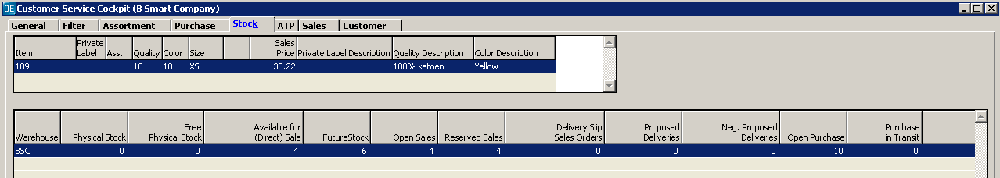 OE Customer Service Cockpit (B Smart Company)
General Filter Assortment Purchase Stock ATP Sales Customer
Private Sales
Item Label Ass. Quality Color Size Price Private Label Description Quality Description Color Description
109 10 10 XS 35.22 100% katoen Yellow
Free Available for Delivery Slip Proposed Neg. Proposed Purchase
Warehouse Physical Stock Physical Stock (Direct) Sale FutureStock Open Sales Reserved Sales Sales Orders Deliveries Deliveries Open Purchase in Transit
BSC 0 0 4- 6 4 4 0 0 0 10 0